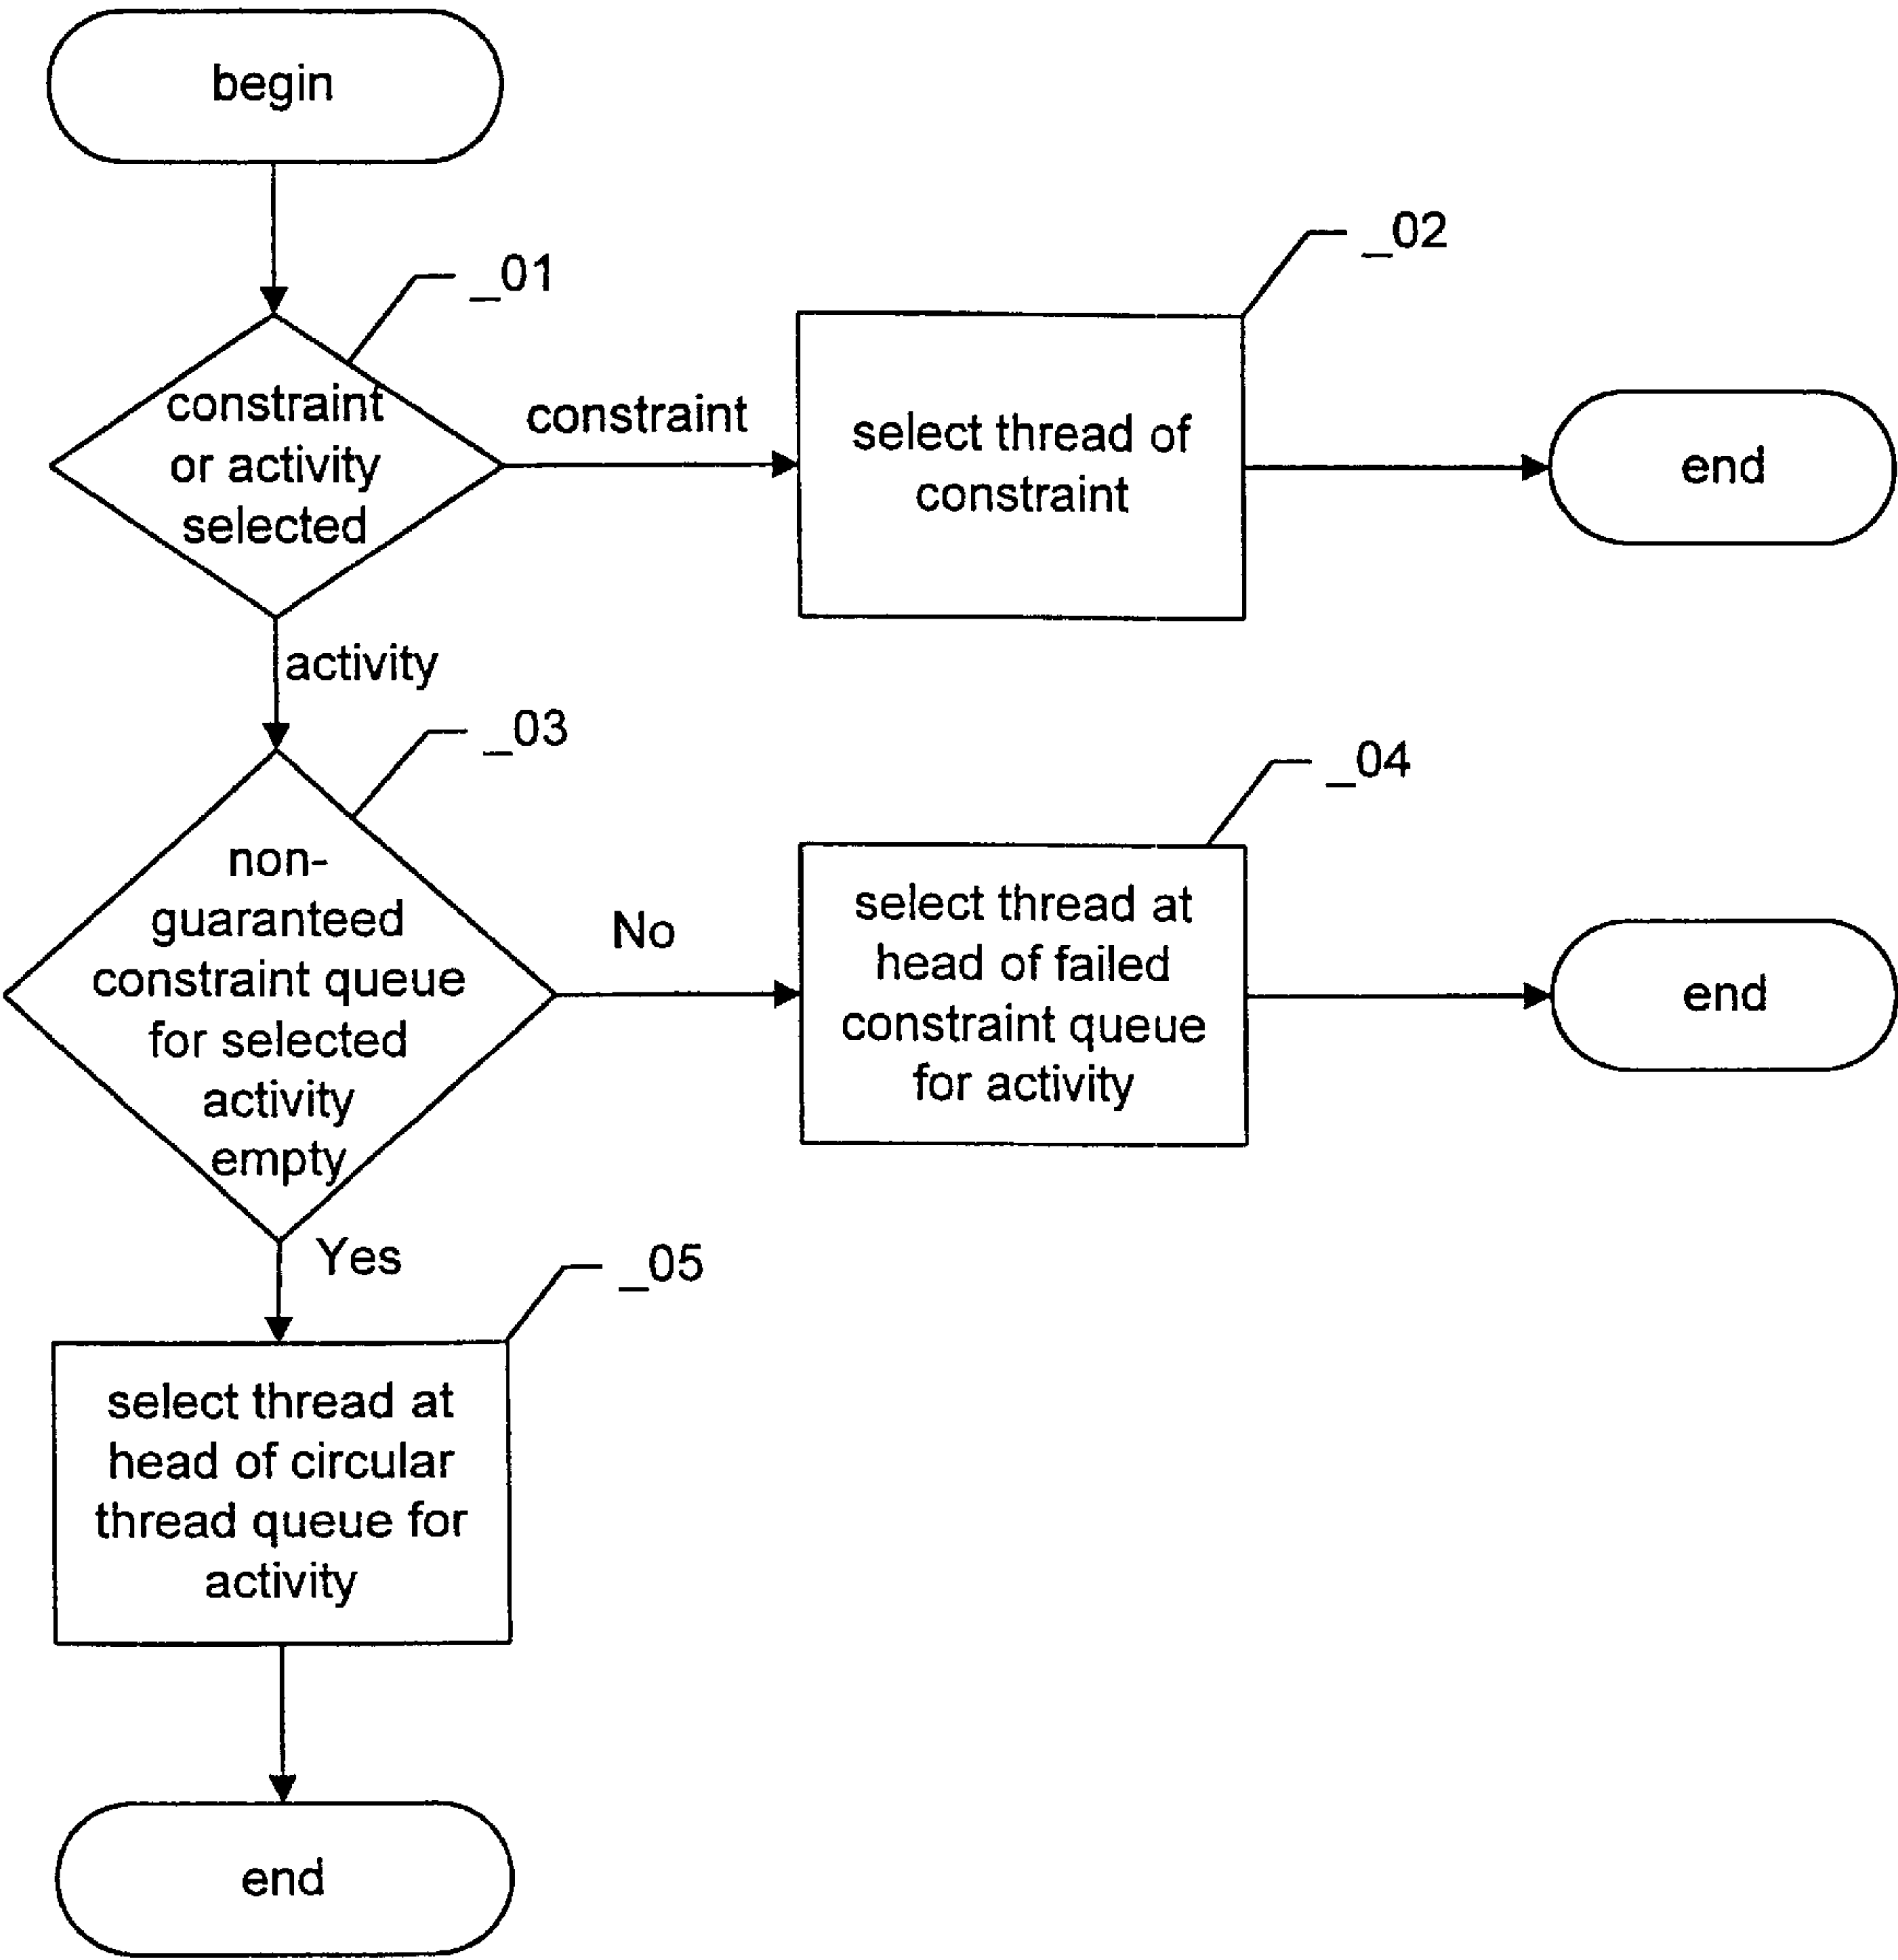 begin
_01
constraint
or activity
selected
constraint
_02
select thread of
constraint
end
activity
_03
non-
guaranteed
constraint queue
for selected
activity
empty
No
_04
select thread at
head of failed
constraint queue
for activity
end
Yes
_05
select thread at
head of circular
thread queue for
activity
end